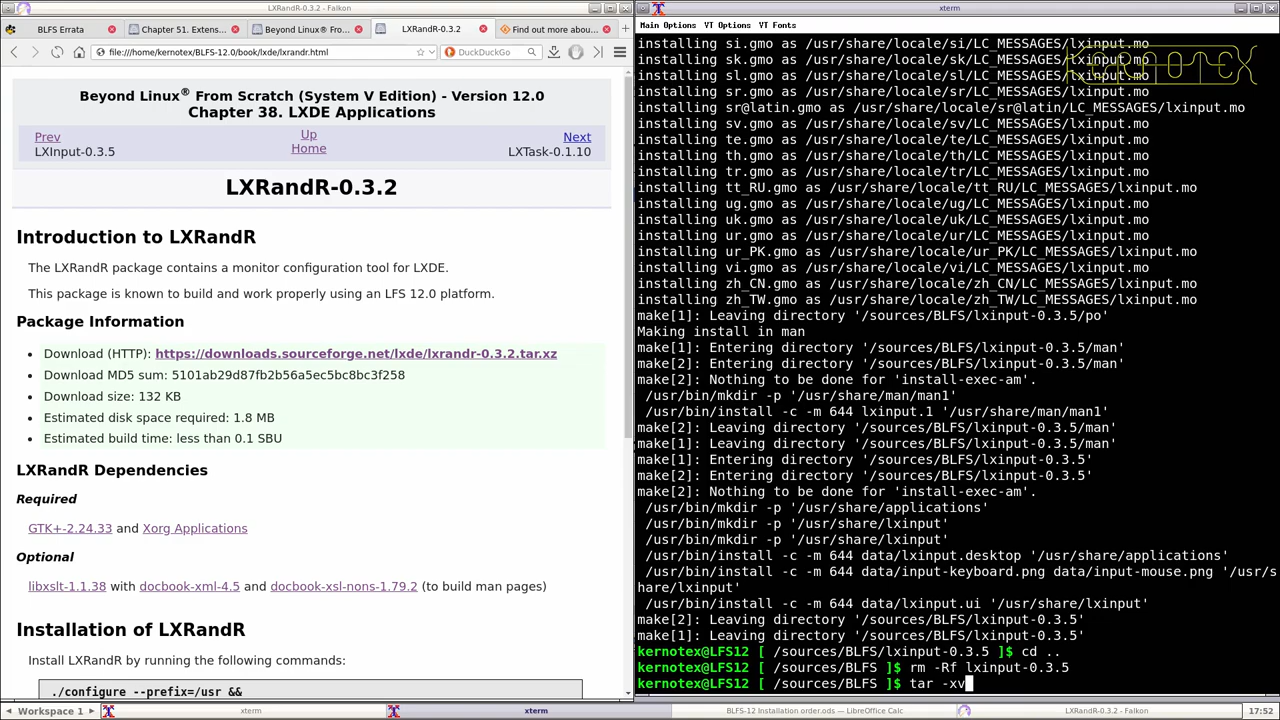 LXRandR-0.3.2 - Falkon
xterm
BLFS Errata
Chapter 51. Extens...
Beyond Linux® Fro...
LXRandR-0.3.2
Find out more abou...
file:///home/kernotex/BLFS-12.0/book/lxde/lxrandr.html
DuckDuckGo
Beyond Linux® From Scratch (System V Edition) - Version 12.0
Chapter 38. LXDE Applications
Prev
Up
Next
LXInput-0.3.5
Home
LXTask-0.1.10
LXRandR-0.3.2
Introduction to LXRandR
The LXRandR package contains a monitor configuration tool for LXDE.
This package is known to build and work properly using an LFS 12.0 platform.
Package Information
Download (HTTP): https://downloads.sourceforge.net/lxde/lxrandr-0.3.2.tar.xz
Download MD5 sum: 5101ab29d87fb2b56a5ec5bc8bc3f258
Download size: 132 KB
Estimated disk space required: 1.8 MB
Estimated build time: less than 0.1 SBU
LXRandR Dependencies
Required
GTK+-2.24.33 and Xorg Applications
Optional
libxslt-1.1.38 with docbook-xml-4.5 and docbook-xsl-nons-1.79.2 (to build man pages)
Installation of LXRandR
Install LXRandR by running the following commands:
./configure --prefix=/usr &&
Main Options VT Options VT Fonts
KERNOTEX
installing si.gmo as /usr/share/locale/si/LC_MESSAGES/lxinput.mo
installing sk.gmo as /usr/share/locale/sk/LC_MESSAGES/lxinput.mo
installing sl.gmo as /usr/share/locale/sl/LC_MESSAGES/lxinput.mo
installing sr.gmo as /usr/share/locale/sr/LC_MESSAGES/lxinput.mo
installing sr@latin.gmo as /usr/share/locale/sr@latin/LC_MESSAGES/lxinput.mo
installing sv.gmo as /usr/share/locale/sv/LC_MESSAGES/lxinput.mo
installing te.gmo as /usr/share/locale/te/LC_MESSAGES/lxinput.mo
installing th.gmo as /usr/share/locale/th/LC_MESSAGES/lxinput.mo
installing tr.gmo as /usr/share/locale/tr/LC_MESSAGES/lxinput.mo
installing tt_RU.gmo as /usr/share/locale/tt_RU/LC_MESSAGES/lxinput.mo
installing ug.gmo as /usr/share/locale/ug/LC_MESSAGES/lxinput.mo
installing uk.gmo as /usr/share/locale/uk/LC_MESSAGES/lxinput.mo
installing ur.gmo as /usr/share/locale/ur/LC_MESSAGES/lxinput.mo
installing ur_PK.gmo as /usr/share/locale/ur_PK/LC_MESSAGES/lxinput.mo
installing vi.gmo as /usr/share/locale/vi/LC_MESSAGES/lxinput.mo
installing zh_CN.gmo as /usr/share/locale/zh_CN/LC_MESSAGES/lxinput.mo
installing zh_TW.gmo as /usr/share/locale/zh_TW/LC_MESSAGES/lxinput.mo
make[1]: Leaving directory '/sources/BLFS/lxinput-0.3.5/po'
Making install in man
make[1]: Entering directory '/sources/BLFS/lxinput-0.3.5/man'
make[2]: Entering directory '/sources/BLFS/lxinput-0.3.5/man'
make[2]: Nothing to be done for 'install-exec-am'.
/usr/bin/mkdir -p '/usr/share/man/man1'
/usr/bin/install -c -m 644 lxinput.1 '/usr/share/man/man1'
make[2]: Leaving directory '/sources/BLFS/lxinput-0.3.5/man'
make[1]: Leaving directory '/sources/BLFS/lxinput-0.3.5/man'
make[1]: Entering directory '/sources/BLFS/lxinput-0.3.5'
make[2]: Entering directory '/sources/BLFS/lxinput-0.3.5'
make[2]: Nothing to be done for 'install-exec-am'.
/usr/bin/mkdir -p '/usr/share/applications'
/usr/bin/mkdir -p '/usr/share/lxinput'
/usr/bin/mkdir -p '/usr/share/lxinput'
/usr/bin/install -c -m 644 data/lxinput.desktop '/usr/share/applications'
/usr/bin/install -c -m 644 data/input-keyboard.png data/input-mouse.png '/usr/s
hare/lxinput'
/usr/bin/install -c -m 644 data/lxinput.ui '/usr/share/lxinput'
make[2]: Leaving directory '/sources/BLFS/lxinput-0.3.5'
make[1]: Leaving directory '/sources/BLFS/lxinput-0.3.5'
kernotex@LFS12 [ /sources/BLFS/lxinput-0.3.5 ]$ cd ..
kernotex@LFS12 [ /sources/BLFS ]$ rm -Rf lxinput-0.3.5
kernotex@LFS12 [ /sources/BLFS ]$ tar -xv
Workspace 1
xterm
xterm
BLFS-12 Installation order.ods — LibreOffice Calc
LXRandR-0.3.2 - Falkon
17:52